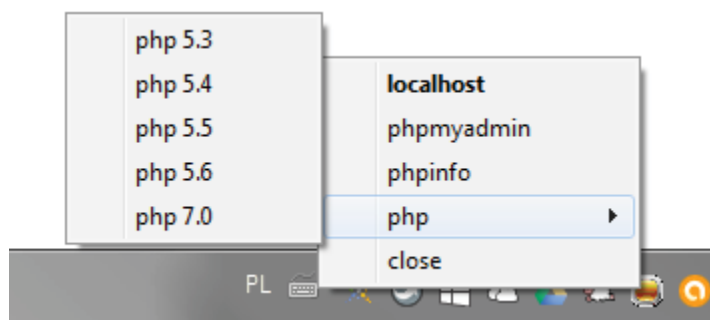 php 5.3
php 5.4
php 5.5
php 5.6
php 7.0
localhost
phpmyadmin
phpinfo
php
close
PL